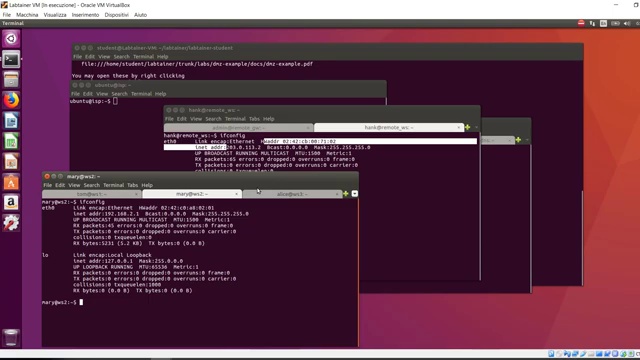 Labtainer VM [In esecuzione] - Oracle VM VirtualBox
File Macchina Visualizza Inserimento Dispositivi Aiuto
Terminal
student@Labtainer-VM: ~/labtainer/labtainer-student
File Edit View Search Terminal Help
file:///home/student/labtainer/trunk/labs/dmz-example/docs/dmz-example.pdf
You may open these by right clicking
ubuntu@isp: ~
File Edit View Search Terminal Help
ubuntu@isp:~$
hank@remote_ws: ~
File Edit View Search Terminal Tabs Help
hank@remote_ws: ~
hank@remote_ws:~$ ifconfig
eth0 Link encap:Ethernet HWaddr 02:42:cb:00:71:02
inet addr:203.0.113.2 Bcast:0.0.0.0 Mask:255.255.255.0
UP BROADCAST RUNNING MULTICAST MTU:1500 Metric:1
RX packets:65 errors:0 dropped:0 overruns:0 frame:0
TX packets:0 errors:0 dropped:0 overruns:0 carrier:0
mary@ws2: ~
File Edit View Search Terminal Tabs Help
tom@ws1: ~
mary@ws2: ~
alice@ws3: ~
mary@ws2:~$ ifconfig
eth0 Link encap:Ethernet HWaddr 02:42:c0:a8:02:01
inet addr:192.168.2.1 Bcast:0.0.0.0 Mask:255.255.255.0
UP BROADCAST RUNNING MULTICAST MTU:1500 Metric:1
RX packets:45 errors:0 dropped:0 overruns:0 frame:0
TX packets:0 errors:0 dropped:0 overruns:0 carrier:0
collisions:0 txqueuelen:0
RX bytes:5231 (5.2 KB) TX bytes:0 (0.0 B)
lo Link encap:Local Loopback
inet addr:127.0.0.1 Mask:255.0.0.0
UP LOOPBACK RUNNING MTU:65536 Metric:1
RX packets:0 errors:0 dropped:0 overruns:0 frame:0
TX packets:0 errors:0 dropped:0 overruns:0 carrier:0
collisions:0 txqueuelen:1000
RX bytes:0 (0.0 B) TX bytes:0 (0.0 B)
mary@ws2:~$